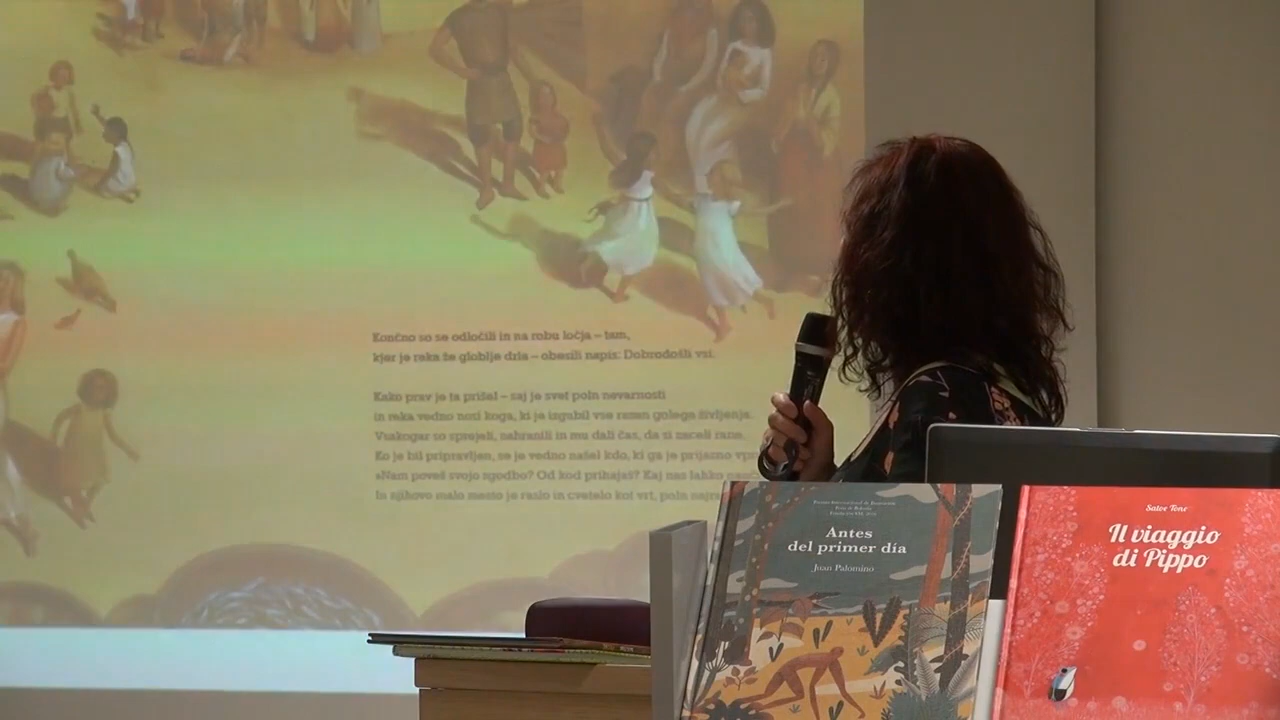 Končno so se odločili in na robu ločja – tam,
kjer je reka že globlje drla – obesili napis: Dobrodošli vsi.
Kako prav je ta prišel – saj je svet poln nevarnosti
in reka vedno nosi koga, ki je izgubil vse razen golega življenja.
Vsakogar so sprejeli, nahranili in mu dali čas, da si zaceli rane.
Ko je bil pripravljen, se je vedno našel kdo, ki ga je prijazno
»Nam poveš svojo zgodbo? Od kod prihajaš? Kaj nas lahko
In njihovo malo mesto je raslo in cvetelo kot vrt, poln
Antes
del primer día
Juan Palomino
Satoe Tone
Il viaggio
di Pippo